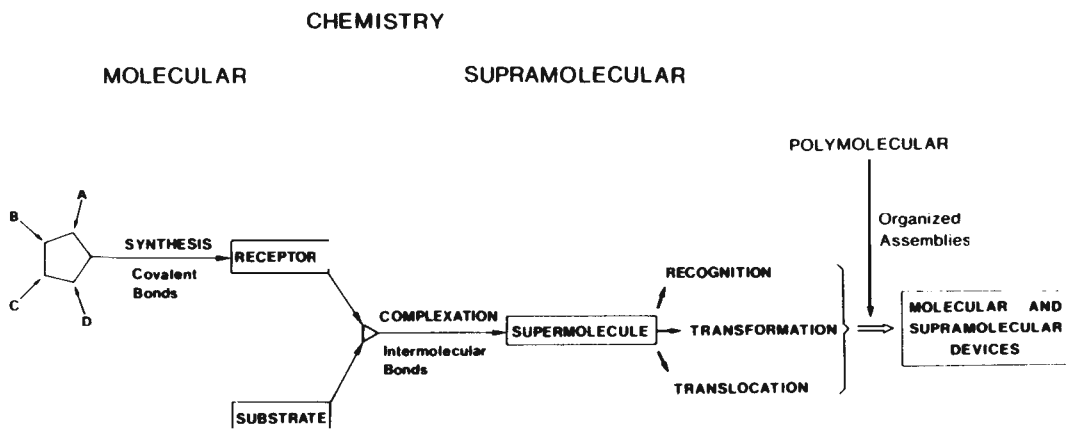 CHEMISTRY
MOLECULAR
SUPRAMOLECULAR
POLYMOLECULAR
A
B
C
D
SYNTHESIS
Covalent
Bonds
RECEPTOR
SUBSTRATE
COMPLEXATION
Intermolecular
Bonds
SUPERMOLECULE
RECOGNITION
TRANSFORMATION
TRANSLOCATION
Organized
Assemblies
MOLECULAR AND
SUPRAMOLECULAR
DEVICES